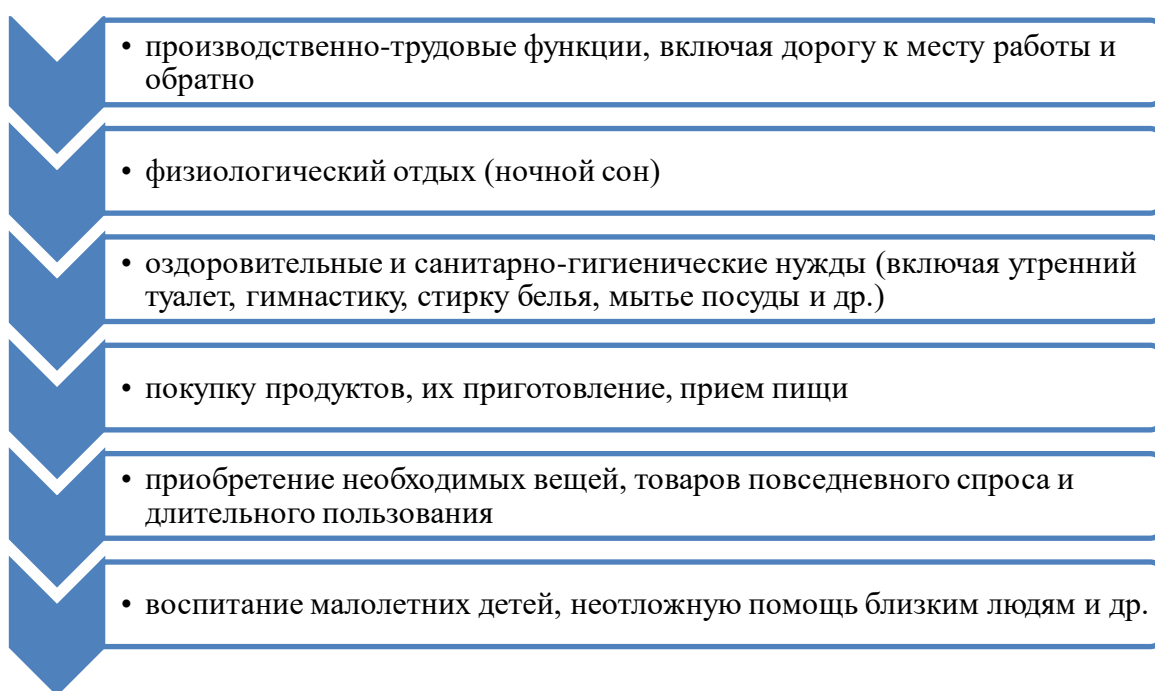 • производственно-трудовые функции, включая дорогу к месту работы и
обратно
• физиологический отдых (ночной сон)
• оздоровительные и санитарно-гигиенические нужды (включая утренний
туалет, гимнастику, стирку белья, мытье посуды и др.)
• покупку продуктов, их приготовление, прием пищи
• приобретение необходимых вещей, товаров повседневного спроса и
длительного пользования
• воспитание малолетних детей, неотложную помощь близким людям и др.